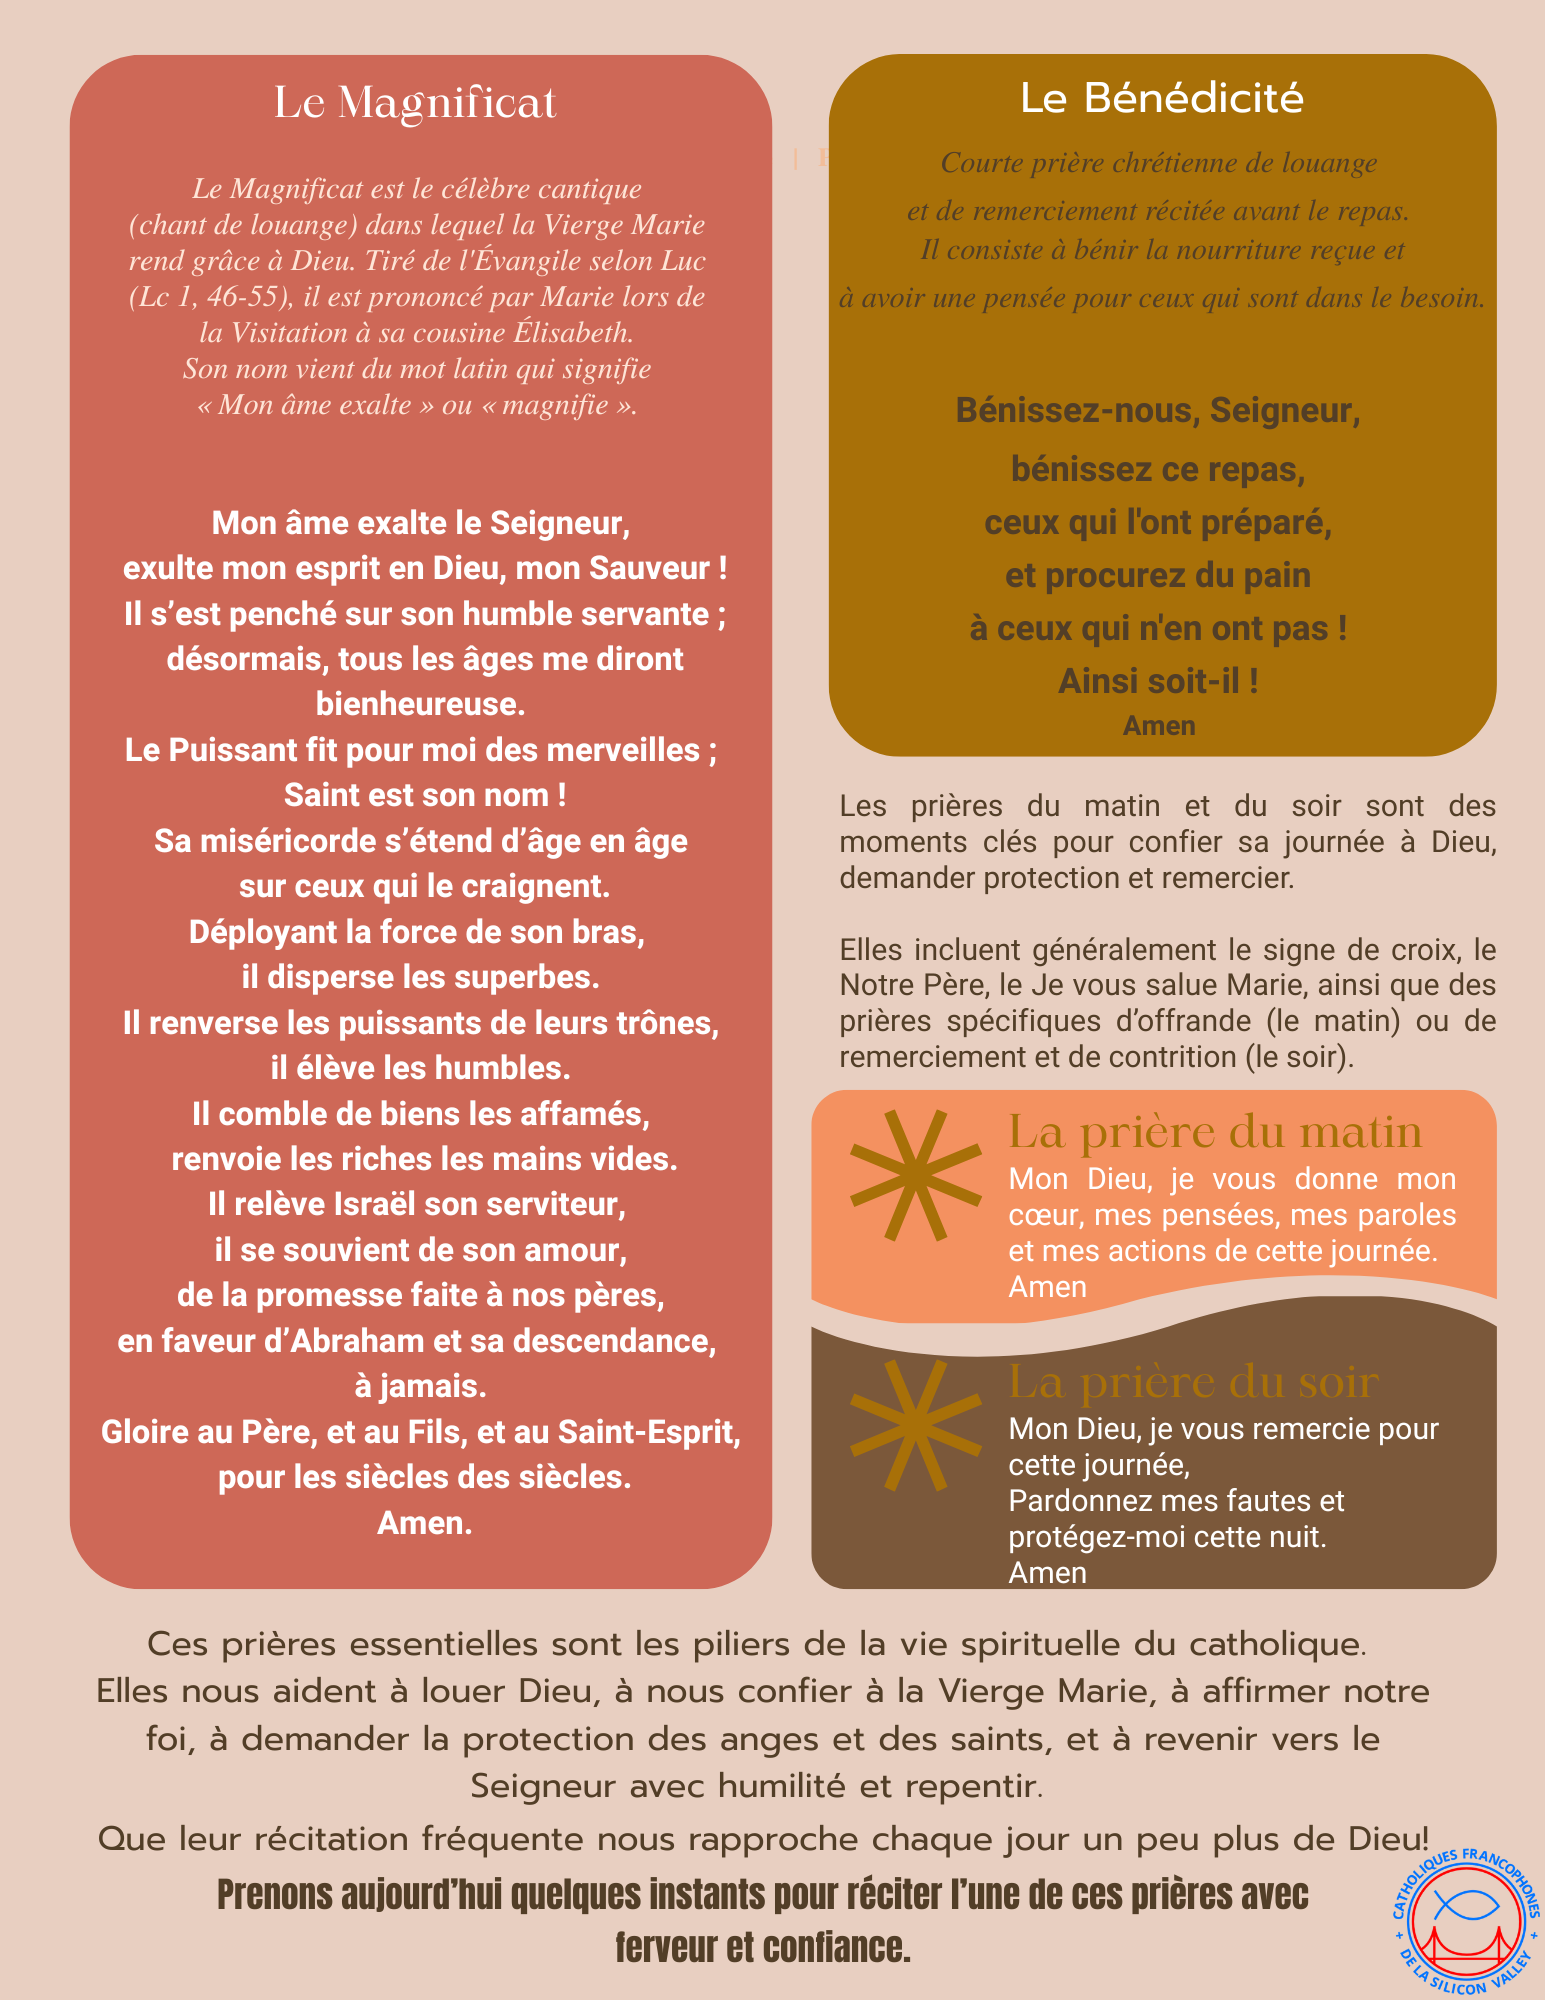 Le Magnificat
Le Magnificat est le célèbre cantique
(chant de louange) dans lequel la Vierge Marie
rend grâce à Dieu. Tiré de l'Évangile selon Luc
(Lc 1, 46-55), il est prononcé par Marie lors de
la Visitation à sa cousine Élisabeth.
Son nom vient du mot latin qui signifie
« Mon âme exalte » ou « magnifie ».
Mon âme exalte le Seigneur,
exulte mon esprit en Dieu, mon Sauveur !
Il s’est penché sur son humble servante ;
désormais, tous les âges me diront
bienheureuse.
Le Puissant fit pour moi des merveilles ;
Saint est son nom !
Sa miséricorde s’étend d’âge en âge
sur ceux qui le craignent.
Déployant la force de son bras,
il disperse les superbes.
Il renverse les puissants de leurs trônes,
il élève les humbles.
Il comble de biens les affamés,
renvoie les riches les mains vides.
Il relève Israël son serviteur,
il se souvient de son amour,
de la promesse faite à nos pères,
en faveur d’Abraham et sa descendance,
à jamais.
Gloire au Père, et au Fils, et au Saint-Esprit,
pour les siècles des siècles.
Amen.
Le Bénédicité
Courte prière chrétienne de louange
et de remerciement récitée avant le repas.
Il consiste à bénir la nourriture reçue et
à avoir une pensée pour ceux qui sont dans le besoin.
Bénissez-nous, Seigneur,
bénissez ce repas,
ceux qui l'ont préparé,
et procurez du pain
à ceux qui n'en ont pas !
Ainsi soit-il !
Amen
Les prières du matin et du soir sont des
moments clés pour confier sa journée à Dieu,
demander protection et remercier.
Elles incluent généralement le signe de croix, le
Notre Père, le Je vous salue Marie, ainsi que des
prières spécifiques d’offrande (le matin) ou de
remerciement et de contrition (le soir).
La prière du matin
Mon Dieu, je vous donne mon
cœur, mes pensées, mes paroles
et mes actions de cette journée.
Amen
La prière du soir
Mon Dieu, je vous remercie pour
cette journée,
Pardonnez mes fautes et
protégez-moi cette nuit.
Amen
Ces prières essentielles sont les piliers de la vie spirituelle du catholique.
Elles nous aident à louer Dieu, à nous confier à la Vierge Marie, à affirmer notre
foi, à demander la protection des anges et des saints, et à revenir vers le
Seigneur avec humilité et repentir.
Que leur récitation fréquente nous rapproche chaque jour un peu plus de Dieu!
Prenons aujourd’hui quelques instants pour réciter l’une de ces prières avec
ferveur et confiance.
CATHOLIQUES FRANCOPHONES
+ DE LA SILICON VALLEY +